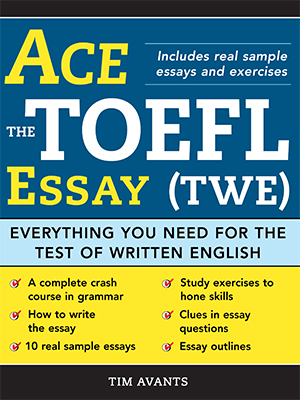 ACE
Includes real sample
essays and exercises
THE TOEFL
ESSAY (TWE)
EVERYTHING YOU NEED FOR THE
TEST OF WRITTEN ENGLISH
A complete crash
course in grammar
How to write
the essay
10 real sample essays
Study exercises to
hone skills
Clues in essay
questions
Essay outlines
TIM AVANTS